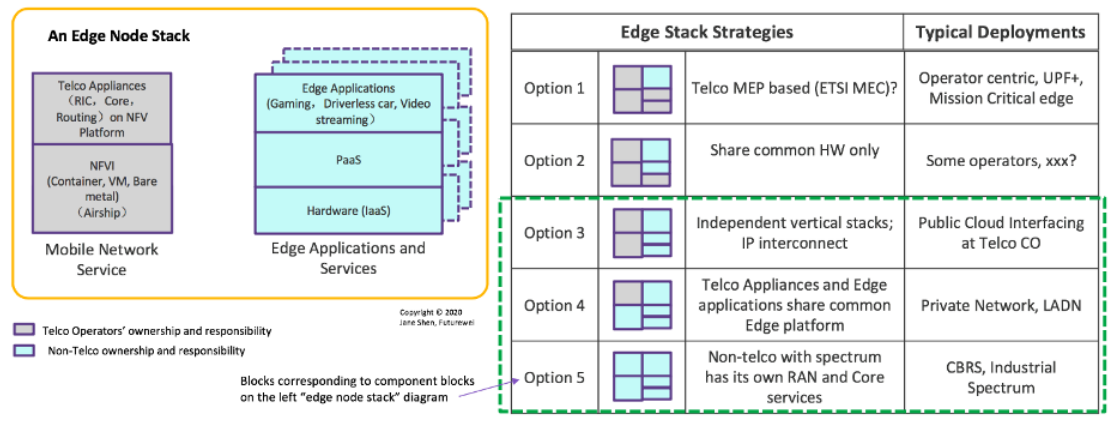 An Edge Node Stack
Telco Appliances
（RIC， Core，
Routing）on NFV
Platform
NFVI
(Container, VM, Bare
metal)
（Airship）
Mobile Network
Service
Edge Applications
(Gaming，Driverless car, Video
streaming）
PaaS
Hardware (IaaS)
Edge Applications and
Services
Copyright © 2020
Jane Shen, Futurewei
Telco Operators’ ownership and responsibility
Non-Telco ownership and responsibility
Blocks corresponding to component blocks
on the left “edge node stack” diagram
Edge Stack Strategies
Typical Deployments
Option 1
Telco MEP based (ETSI MEC)?
Operator centric, UPF+,
Mission Critical edge
Option 2
Share common HW only
Some operators, xxx?
Option 3
Independent vertical stacks;
IP interconnect
Public Cloud Interfacing
at Telco CO
Option 4
Telco Appliances and Edge
applications share common
Edge platform
Private Network, LADN
Option 5
Non-telco with spectrum
has its own RAN and Core
services
CBRS, Industrial
Spectrum